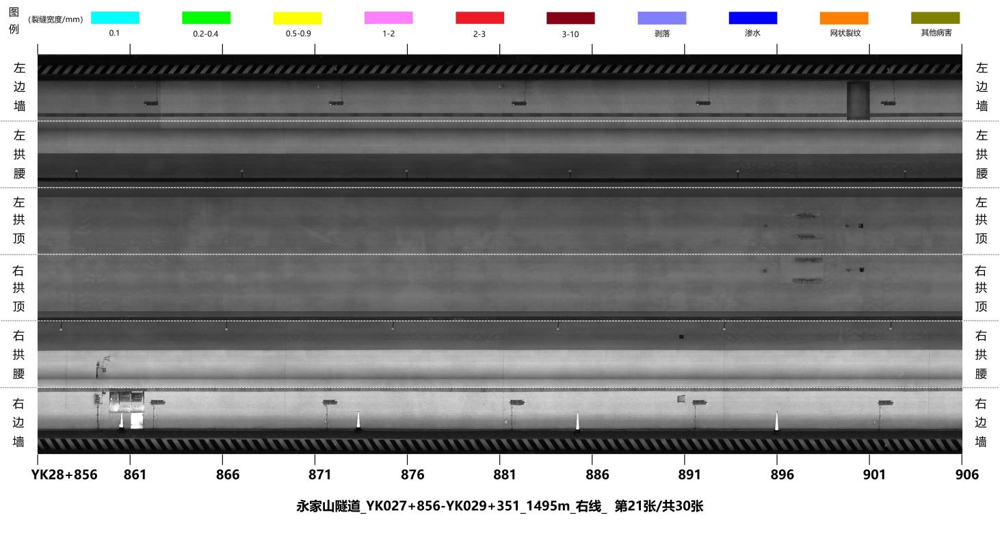 图例 (裂缝宽度/mm) 0.1 0.2-0.4 0.5-0.9 1-2 2-3 3-10 剥落 渗水 网状裂纹 其他病害
左边墙 左边墙
左拱腰 左拱腰
左拱顶 左拱顶
右拱顶 右拱顶
右拱腰 右拱腰
右边墙 右边墙
YK28+856 861 866 871 876 881 886 891 896 901 906
永家山隧道_YK027+856-YK029+351_1495m_右线_ 第21张/共30张